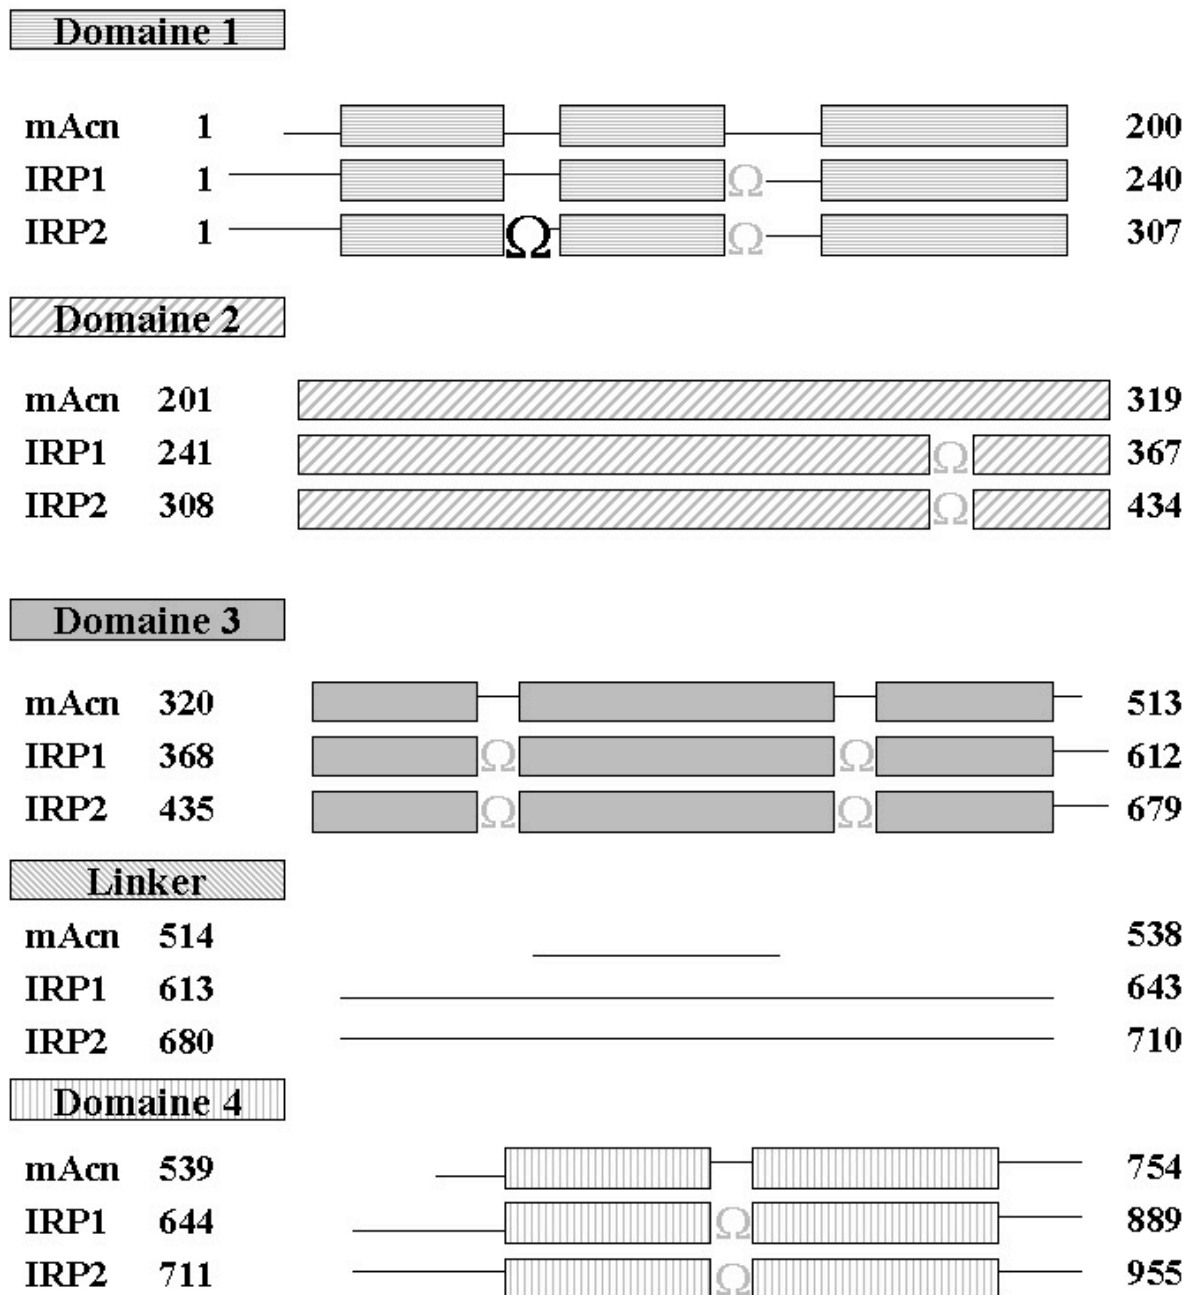 Domaine 1
mAcn 1 200
IRP1 1 Ω 240
IRP2 1 Ω Ω 307
Domaine 2
mAcn 201 319
IRP1 241 Ω 367
IRP2 308 Ω 434
Domaine 3
mAcn 320 513
IRP1 368 Ω Ω 612
IRP2 435 Ω Ω 679
Linker
mAcn 514 538
IRP1 613 643
IRP2 680 710
Domaine 4
mAcn 539 754
IRP1 644 Ω 889
IRP2 711 Ω 955